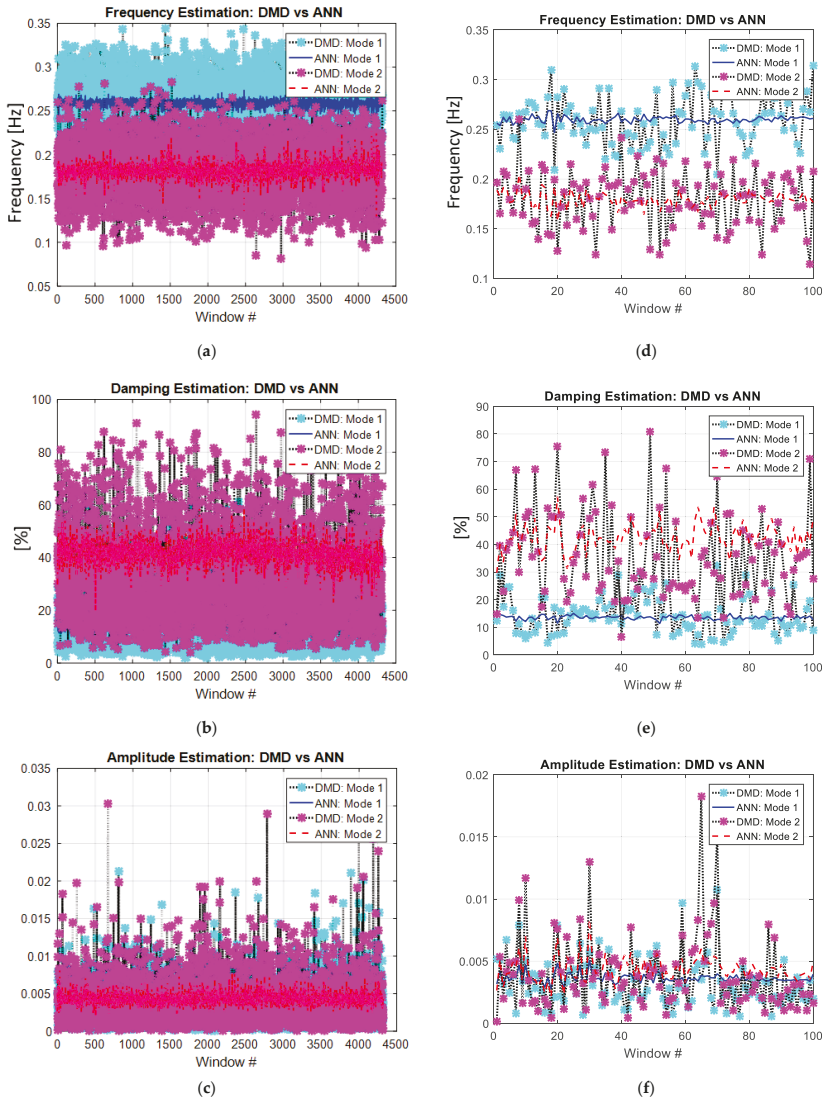 Frequency Estimation: DMD vs ANN
0.35
0.3
0.25
0.2
0.15
0.1
0.05
Frequency [Hz]
DMD: Mode 1
ANN: Mode 1
DMD: Mode 2
ANN: Mode 2
0 500 1000 1500 2000 2500 3000 3500 4000 4500
Window #
(a)
Frequency Estimation: DMD vs ANN
0.35
0.3
0.25
0.2
0.15
0.1
Frequency [Hz]
DMD: Mode 1
ANN: Mode 1
DMD: Mode 2
ANN: Mode 2
0 20 40 60 80 100
Window #
(d)
Damping Estimation: DMD vs ANN
100
80
60
40
20
0
[%]
DMD: Mode 1
ANN: Mode 1
DMD: Mode 2
ANN: Mode 2
0 500 1000 1500 2000 2500 3000 3500 4000 4500
Window #
(b)
Damping Estimation: DMD vs ANN
90
80
70
60
50
40
30
20
10
0
[%]
DMD: Mode 1
ANN: Mode 1
DMD: Mode 2
ANN: Mode 2
0 20 40 60 80 100
Window #
(e)
Amplitude Estimation: DMD vs ANN
0.035
0.03
0.025
0.02
0.015
0.01
0.005
0
DMD: Mode 1
ANN: Mode 1
DMD: Mode 2
ANN: Mode 2
0 500 1000 1500 2000 2500 3000 3500 4000 4500
Window #
(c)
Amplitude Estimation: DMD vs ANN
0.02
0.015
0.01
0.005
0
DMD: Mode 1
ANN: Mode 1
DMD: Mode 2
ANN: Mode 2
0 20 40 60 80 100
Window #
(f)